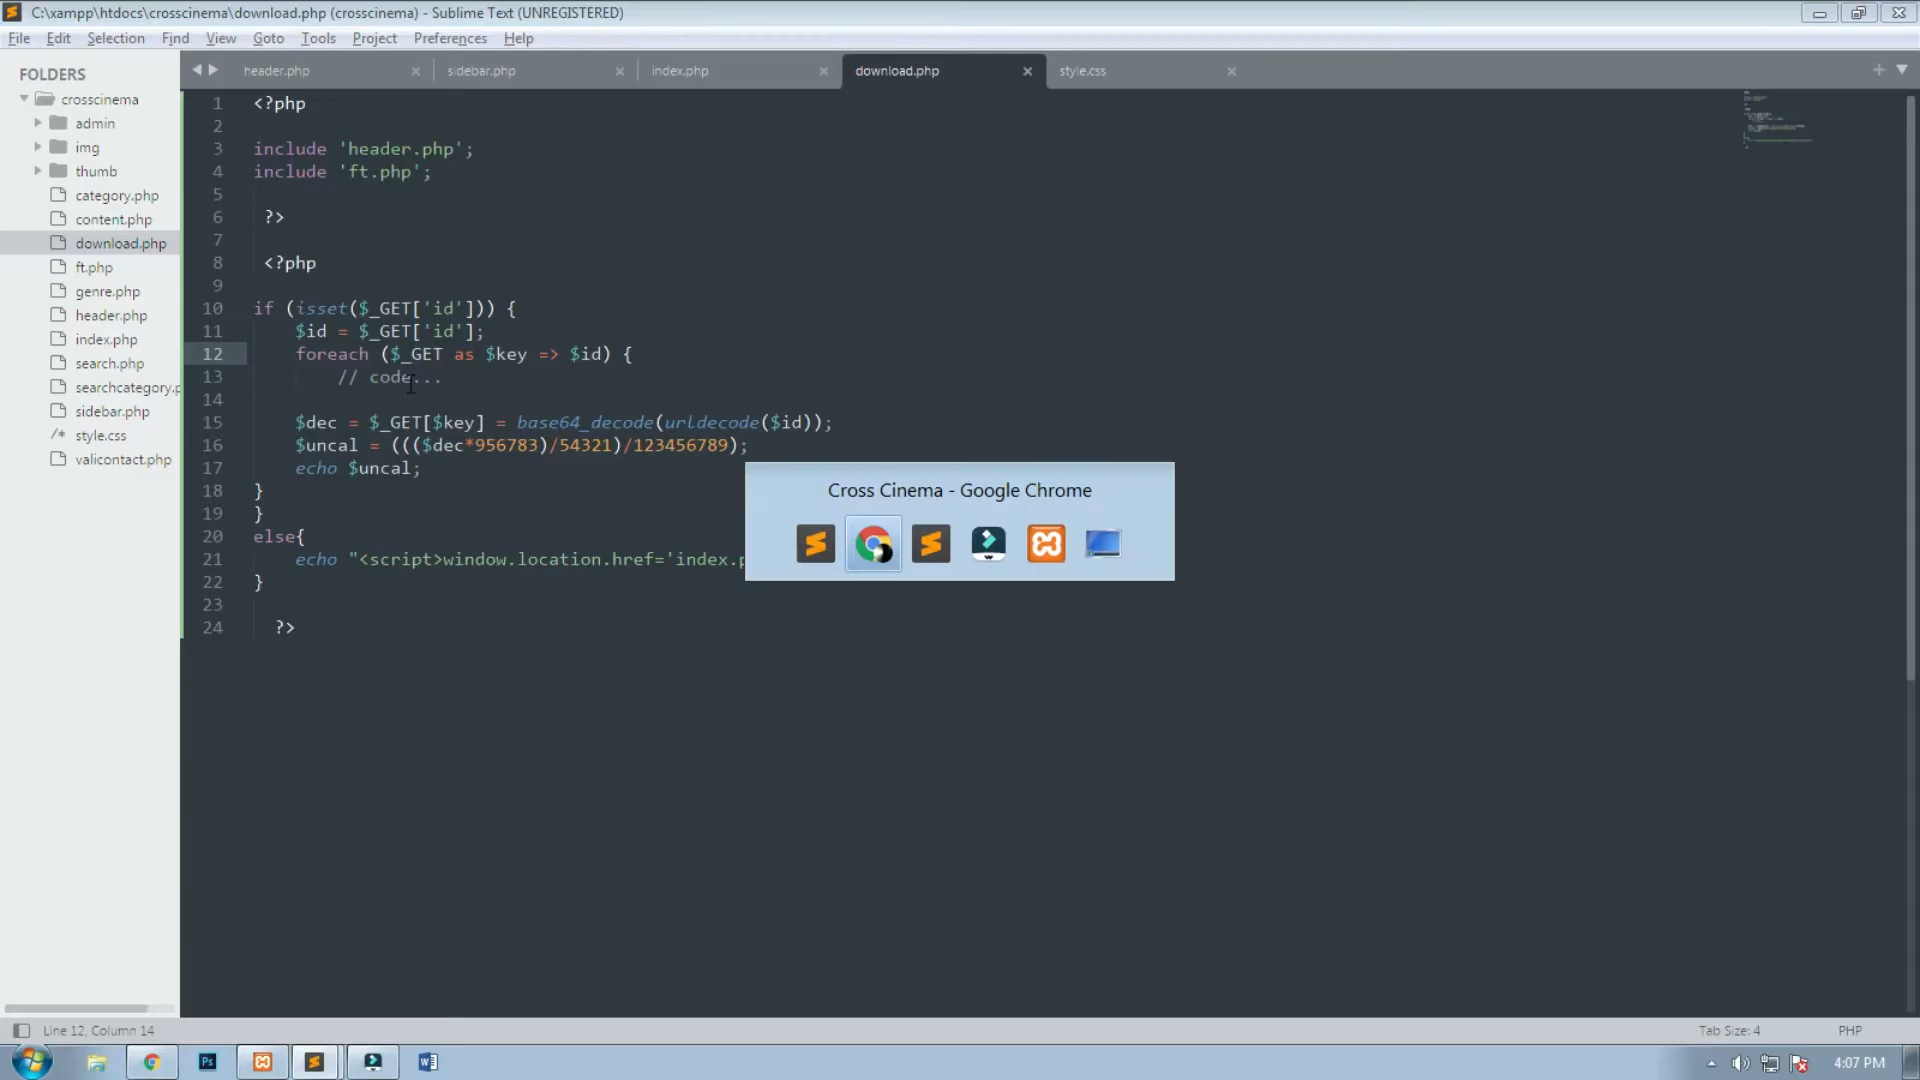 C:\xampp\htdocs\crosscinema\download.php (crosscinema) - Sublime Text (UNREGISTERED)
File Edit Selection Find View Goto Tools Project Preferences Help
FOLDERS
crosscinema
admin
img
thumb
category.php
content.php
download.php
ft.php
genre.php
header.php
index.php
search.php
searchcategory.p
sidebar.php
/* style.css
valicontact.php
header.php sidebar.php index.php download.php style.css
1 <?php
2
3 include 'header.php';
4 include 'ft.php';
5
6 ?>
7
8 <?php
9
10 if (isset($_GET['id'])) {
11 $id = $_GET['id'];
12 foreach ($_GET as $key => $id) {
13 // code...
14
15 $dec = $_GET[$key] = base64_decode(urldecode($id));
16 $uncal = ((($dec*956783)/54321)/123456789);
17 echo $uncal;
18 }
19 }
20 else{
21 echo "<script>window.location.href='index.p
22 }
23
24 ?>
Cross Cinema - Google Chrome
Line 12, Column 14
Tab Size: 4 PHP
Ps
4:07 PM